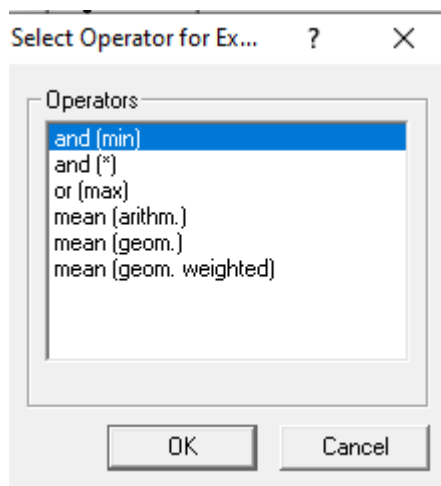 Select Operator for Ex... ?
Operators
and (min)
and (*)
or (max)
mean (arithm.)
mean (geom.)
mean (geom. weighted)
OK Cancel